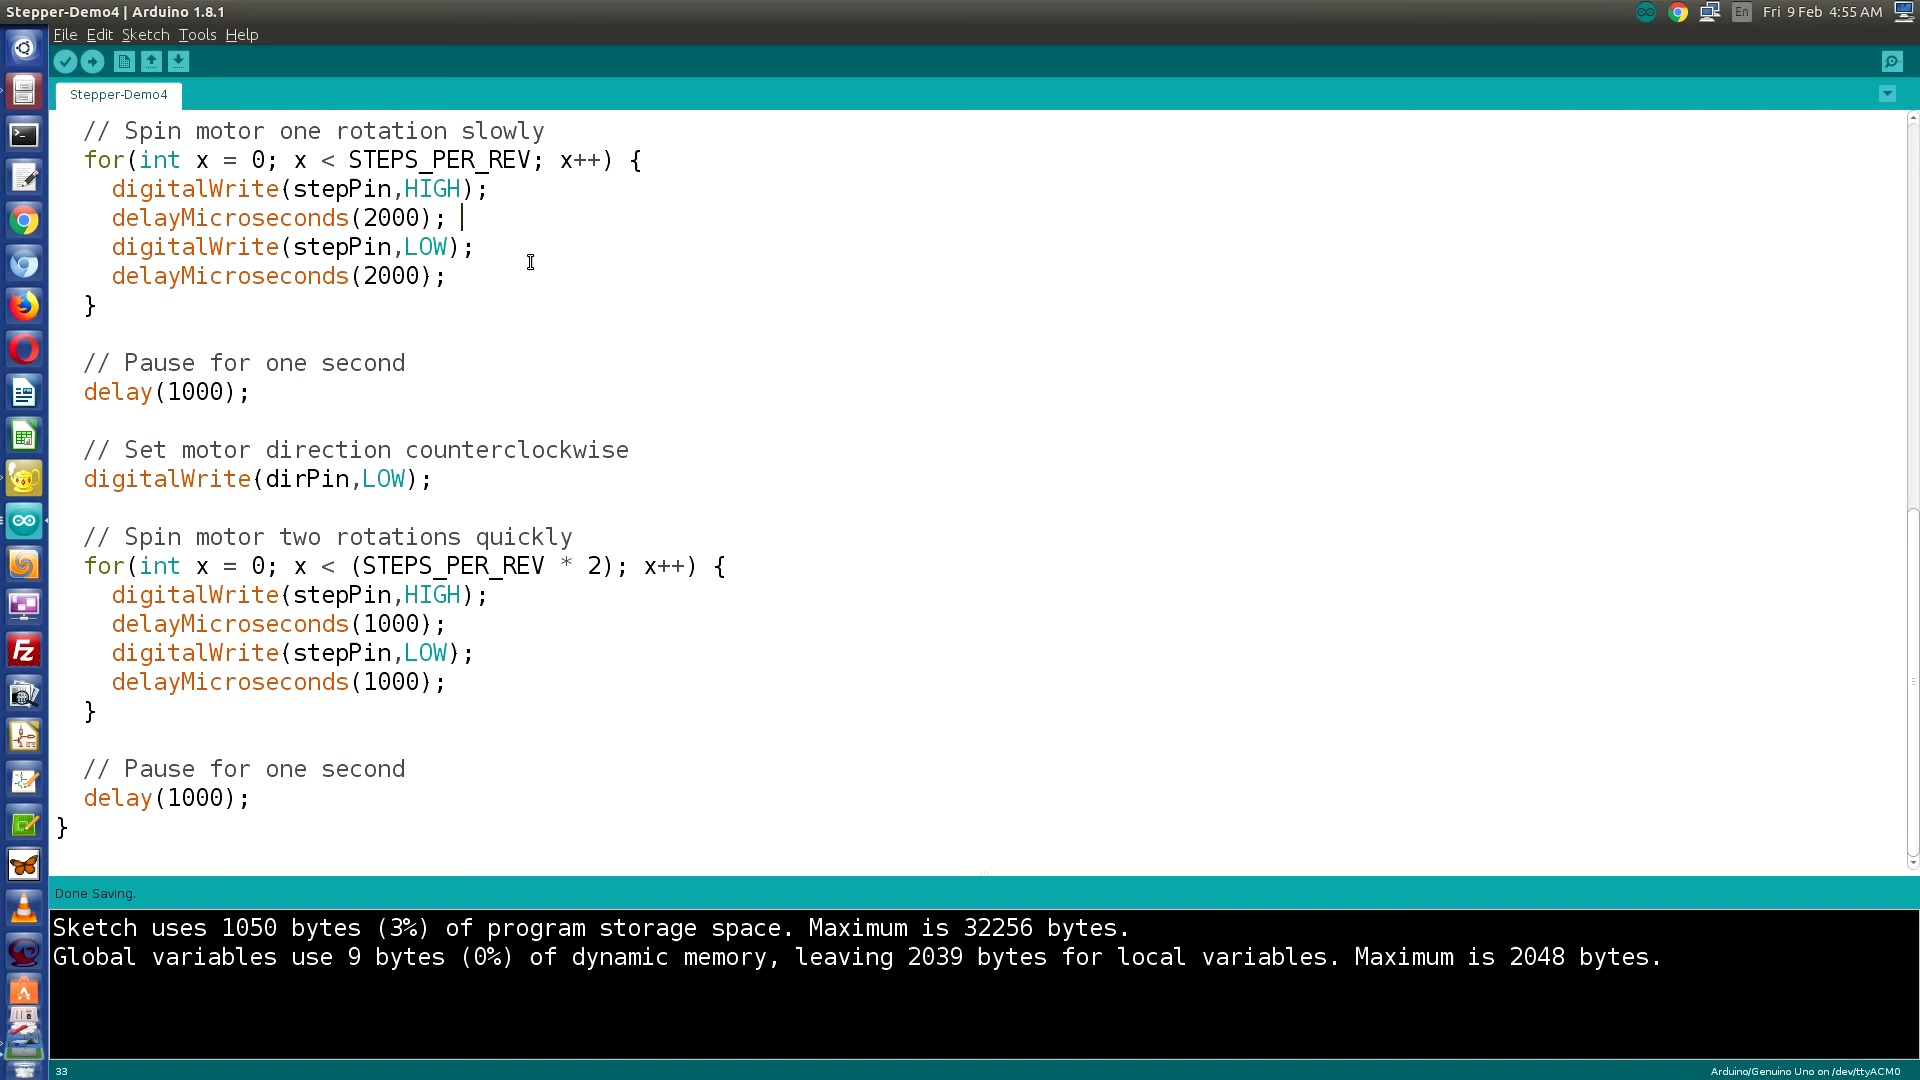 Stepper-Demo4 | Arduino 1.8.1
En
Fri 9 Feb 4:55 AM
File Edit Sketch Tools Help
Stepper-Demo4
// Spin motor one rotation slowly
for(int x = 0; x < STEPS_PER_REV; x++) {
digitalWrite(stepPin,HIGH);
delayMicroseconds(2000);
digitalWrite(stepPin,LOW);
delayMicroseconds(2000);
}
// Pause for one second
delay(1000);
// Set motor direction counterclockwise
digitalWrite(dirPin,LOW);
// Spin motor two rotations quickly
for(int x = 0; x < (STEPS_PER_REV * 2); x++) {
digitalWrite(stepPin,HIGH);
delayMicroseconds(1000);
digitalWrite(stepPin,LOW);
delayMicroseconds(1000);
}
// Pause for one second
delay(1000);
}
Fz
Done Saving.
Sketch uses 1050 bytes (3%) of program storage space. Maximum is 32256 bytes.
Global variables use 9 bytes (0%) of dynamic memory, leaving 2039 bytes for local variables. Maximum is 2048 bytes.
33
Arduino/Genuino Uno on /dev/ttyACM0